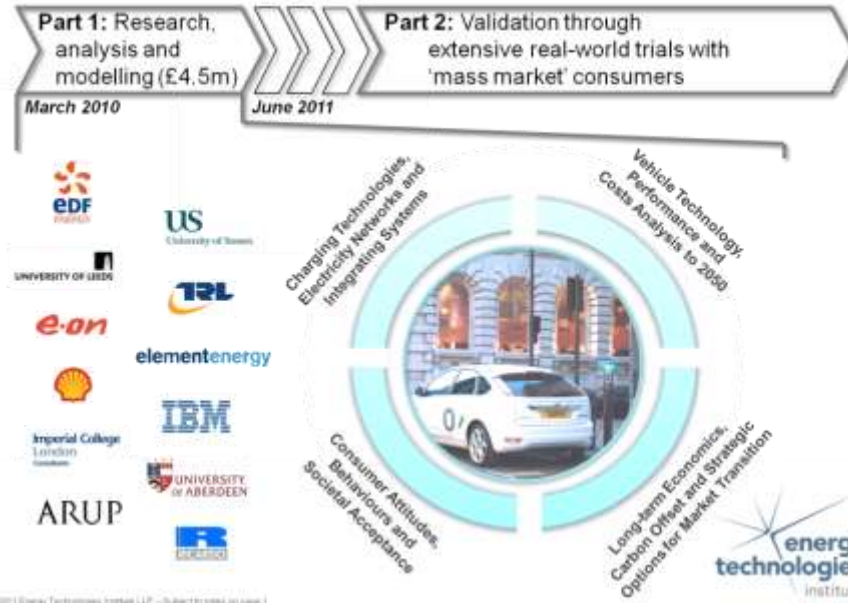 Part 1: Research,
analysis and
modelling (£4.5m)
Part 2: Validation through
extensive real-world trials with
'mass market' consumers
March 2010
June 2011
eDF
US
University of Sussex
UNIVERSITY OF LEEDS
TRL
e·on
elementenergy
IBM
Imperial College
London
Consultants
UNIVERSITY
OF ABERDEEN
ARUP
R
Charging Technologies,
Electricity Networks and
Integrating Systems
Vehicle Technology,
Performance and
Costs Analysis to 2050
Consumer Attitudes,
Behaviours and
Societal Acceptance
Long-term Economics,
Carbon Offset and Strategic
Options for Market Transition
energ
technologie
institu